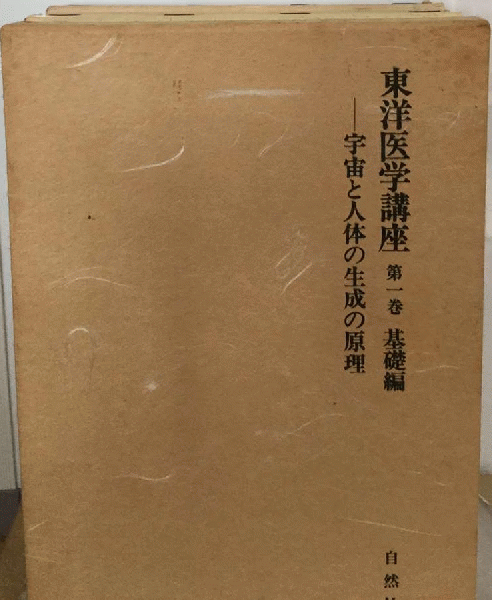 東洋医学講座 第一巻 基礎編
──宇宙と人体の生成の原理
自然